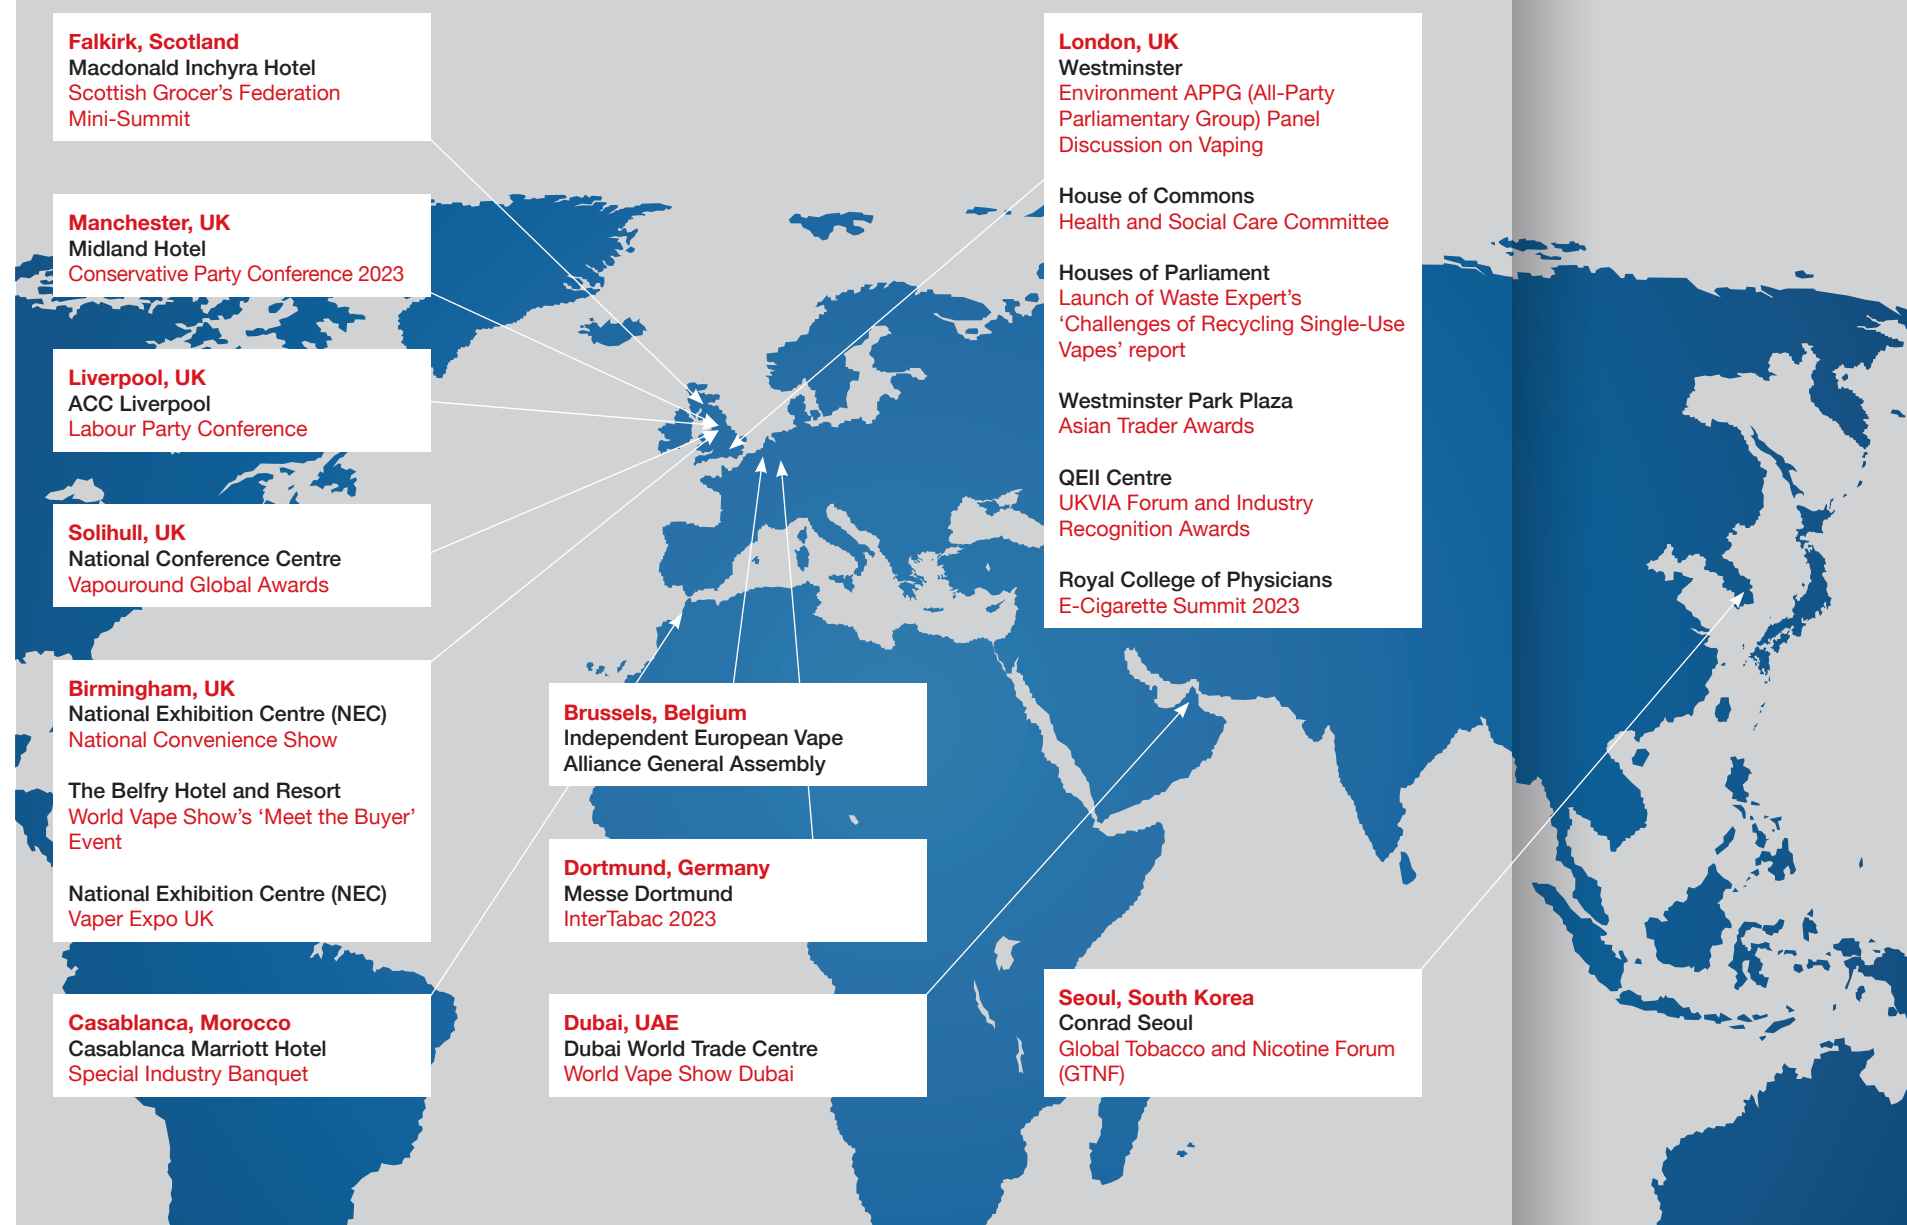 Falkirk, Scotland
Macdonald Inchyra Hotel
Scottish Grocer’s Federation
Mini-Summit
Manchester, UK
Midland Hotel
Conservative Party Conference 2023
Liverpool, UK
ACC Liverpool
Labour Party Conference
Solihull, UK
National Conference Centre
Vapouround Global Awards
Birmingham, UK
National Exhibition Centre (NEC)
National Convenience Show
The Belfry Hotel and Resort
World Vape Show’s ‘Meet the Buyer’
Event
National Exhibition Centre (NEC)
Vaper Expo UK
Casablanca, Morocco
Casablanca Marriott Hotel
Special Industry Banquet
Brussels, Belgium
Independent European Vape
Alliance General Assembly
Dortmund, Germany
Messe Dortmund
InterTabac 2023
Dubai, UAE
Dubai World Trade Centre
World Vape Show Dubai
London, UK
Westminster
Environment APPG (All-Party
Parliamentary Group) Panel
Discussion on Vaping
House of Commons
Health and Social Care Committee
Houses of Parliament
Launch of Waste Expert’s
‘Challenges of Recycling Single-Use
Vapes’ report
Westminster Park Plaza
Asian Trader Awards
QEII Centre
UKVIA Forum and Industry
Recognition Awards
Royal College of Physicians
E-Cigarette Summit 2023
Seoul, South Korea
Conrad Seoul
Global Tobacco and Nicotine Forum
(GTNF)